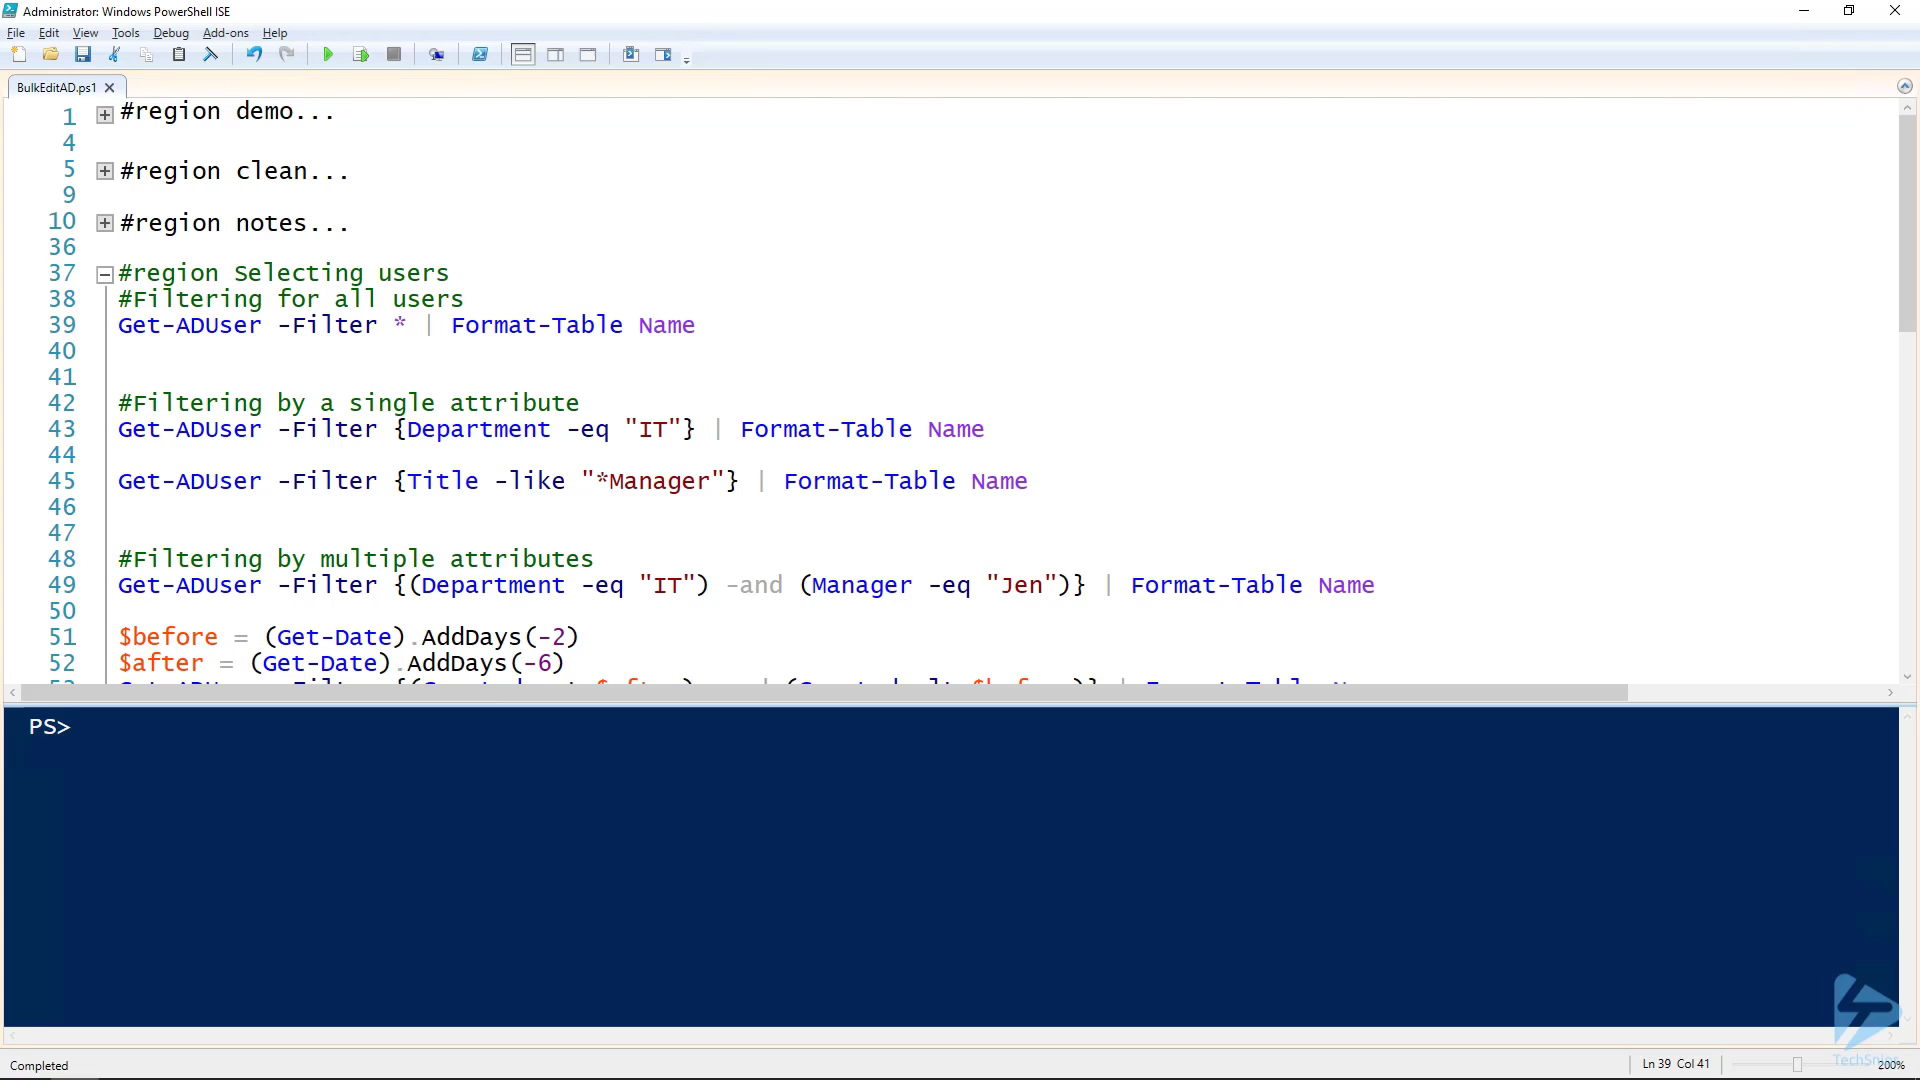 Administrator: Windows PowerShell ISE
File Edit View Tools Debug Add-ons Help
BulkEditAD.ps1
1 #region demo...
4
5 #region clean...
9
10 #region notes...
36
37 #region Selecting users
38 #Filtering for all users
39 Get-ADUser -Filter * | Format-Table Name
40
41
42 #Filtering by a single attribute
43 Get-ADUser -Filter {Department -eq "IT"} | Format-Table Name
44
45 Get-ADUser -Filter {Title -like "*Manager"} | Format-Table Name
46
47
48 #Filtering by multiple attributes
49 Get-ADUser -Filter {(Department -eq "IT") -and (Manager -eq "Jen")} | Format-Table Name
50
51 $before = (Get-Date).AddDays(-2)
52 $after = (Get-Date).AddDays(-6)
PS>
Completed
Ln 39 Col 41
200%